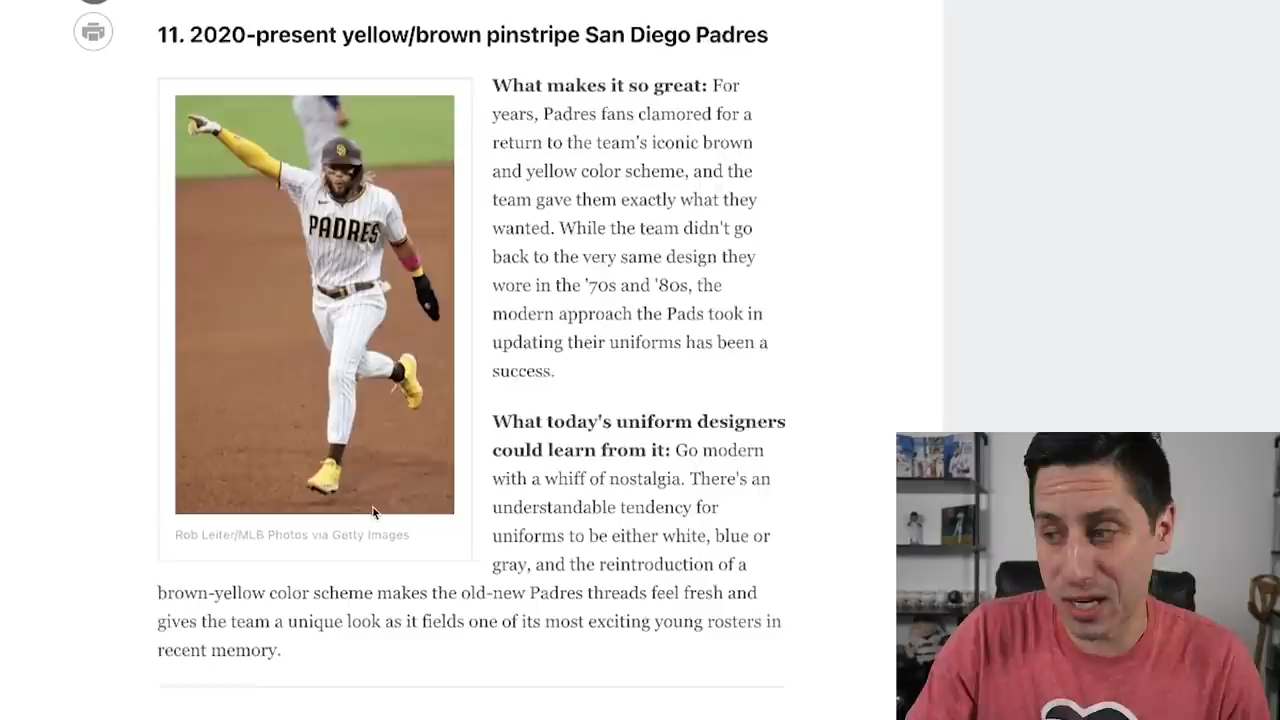 11. 2020-present yellow/brown pinstripe San Diego Padres
PADRES
Rob Leiter/MLB Photos via Getty Images
What makes it so great: For
years, Padres fans clamored for a
return to the team's iconic brown
and yellow color scheme, and the
team gave them exactly what they
wanted. While the team didn't go
back to the very same design they
wore in the '70s and '80s, the
modern approach the Pads took in
updating their uniforms has been a
success.
What today's uniform designers
could learn from it: Go modern
with a whiff of nostalgia. There's an
understandable tendency for
uniforms to be either white, blue or
gray, and the reintroduction of a
brown-yellow color scheme makes the old-new Padres threads feel fresh and
gives the team a unique look as it fields one of its most exciting young rosters in
recent memory.